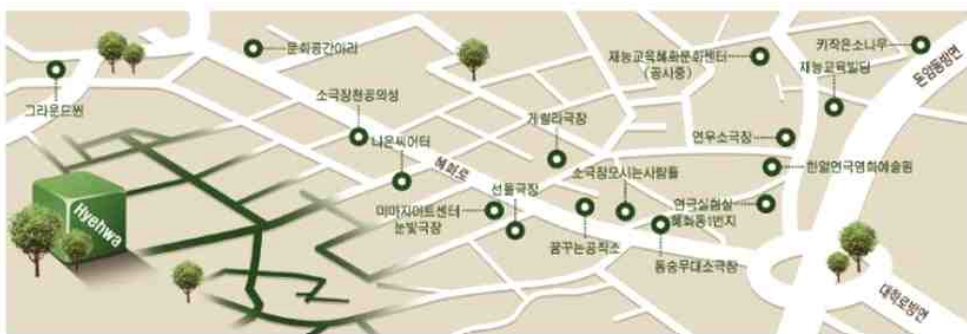 문화공간이리
그라운드씬
소극장천공의성
나온씨어터
혜화로
게릴라극장
재능교육혜화문화센터
(공사중)
키작은소나무
재능교육빌딩
돈암동방면
연우소극장
한얼연극영화예술원
선돌극장
소극장모시는사람들
이마지아트센터
눈빛극장
연극실험실
혜화동1번지
꿈꾸는공작소
동숭무대소극장
대학로방면
Hyehwa